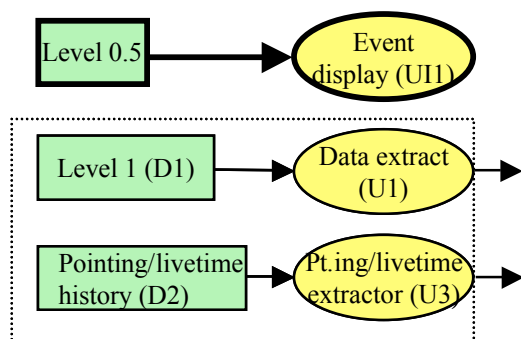 Level 0.5
Event
display (UI1)
Level 1 (D1)
Data extract
(U1)
Pointing/livetime
history (D2)
Pt.ing/livetime
extractor (U3)